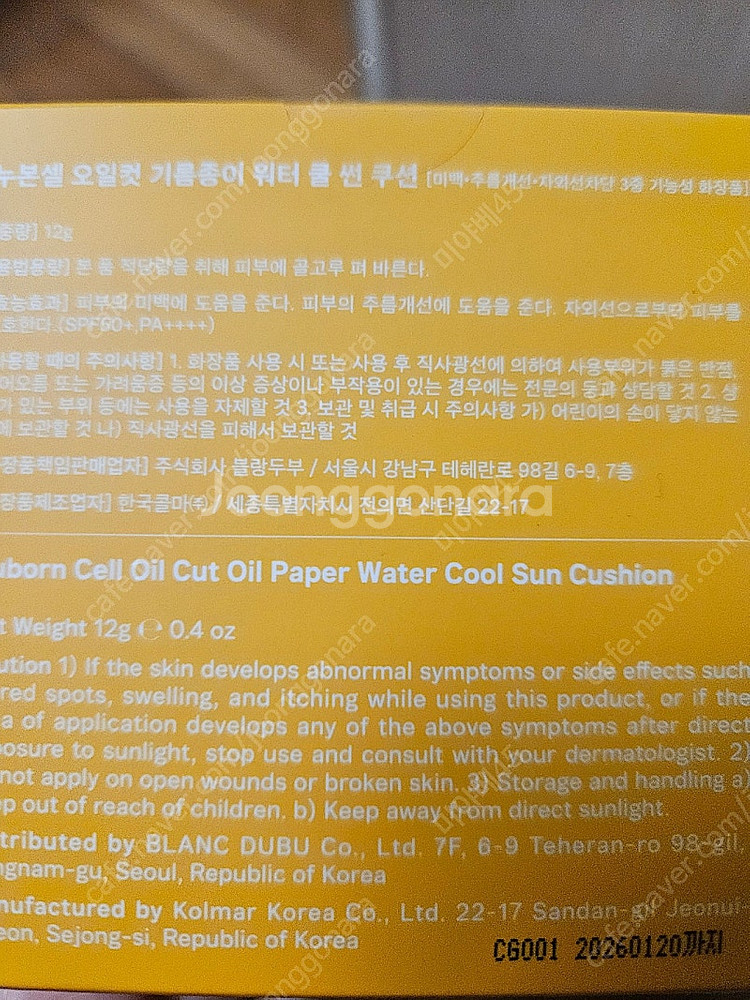 누본셀 오일컷 기름종이 워터 쿨 썬 쿠션 [미백•주름개선•자외선차단 3중 기능성 화장품]
중량] 12g
용법용량] 본 품 적당량을 취해 피부에 골고루 펴 바른다.
효능효과] 피부의 미백에 도움을 준다. 피부의 주름개선에 도움을 준다. 자외선으로부터 피부를
호한다.(SPF50+,PA++++)
사용할 때의 주의사항] 1. 화장품 사용 시 또는 사용 후 직사광선에 의하여 사용부위가 붉은 반점,
어오름 또는 가려움증 등의 이상 증상이나 부작용이 있는 경우에는 전문의 등과 상담할 것 2. 상
가 있는 부위 등에는 사용을 자제할 것 3. 보관 및 취급 시 주의사항 가) 어린이의 손이 닿지 않는
에 보관할 것 나) 직사광선을 피해서 보관할 것
장품책임판매업자] 주식회사 블랑두부 / 서울시 강남구 테헤란로 98길 6-9, 7층
장품제조업자] 한국콜마㈜ / 세종특별자치시 전의면 산단길 22-17
Joonggonara
uborn Cell Oil Cut Oil Paper Water Cool Sun Cushion
t Weight 12g ℮ 0.4 oz
ution 1) If the skin develops abnormal symptoms or side effects such
red spots, swelling, and itching while using this product, or if the
a of application develops any of the above symptoms after direct
posure to sunlight, stop use and consult with your dermatologist. 2)
not apply on open wounds or broken skin. 3) Storage and handling a)
ep out of reach of children. b) Keep away from direct sunlight.
tributed by BLANC DUBU Co., Ltd. 7F, 6-9 Teheran-ro 98-gil,
ngnam-gu, Seoul, Republic of Korea
nufactured by Kolmar Korea Co., Ltd. 22-17 Sandan-gil Jeonui-
eon, Sejong-si, Republic of Korea
CG001 20260120까지